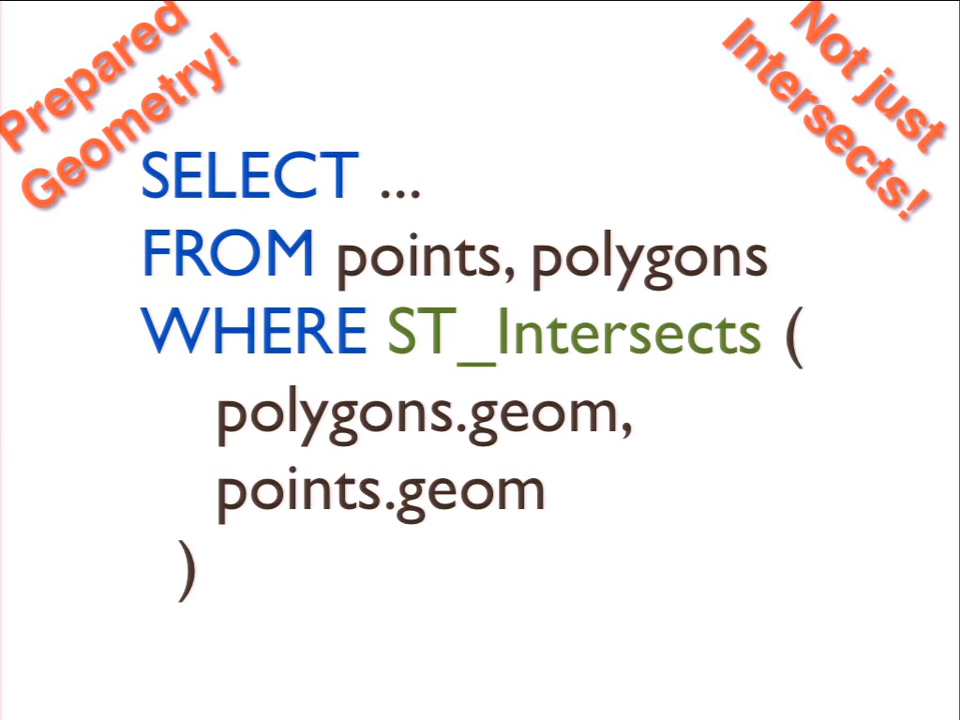 Prepared
Geometry!
Not just
Intersects!
SELECT ...
FROM points, polygons
WHERE ST_Intersects (
polygons.geom,
points.geom
)